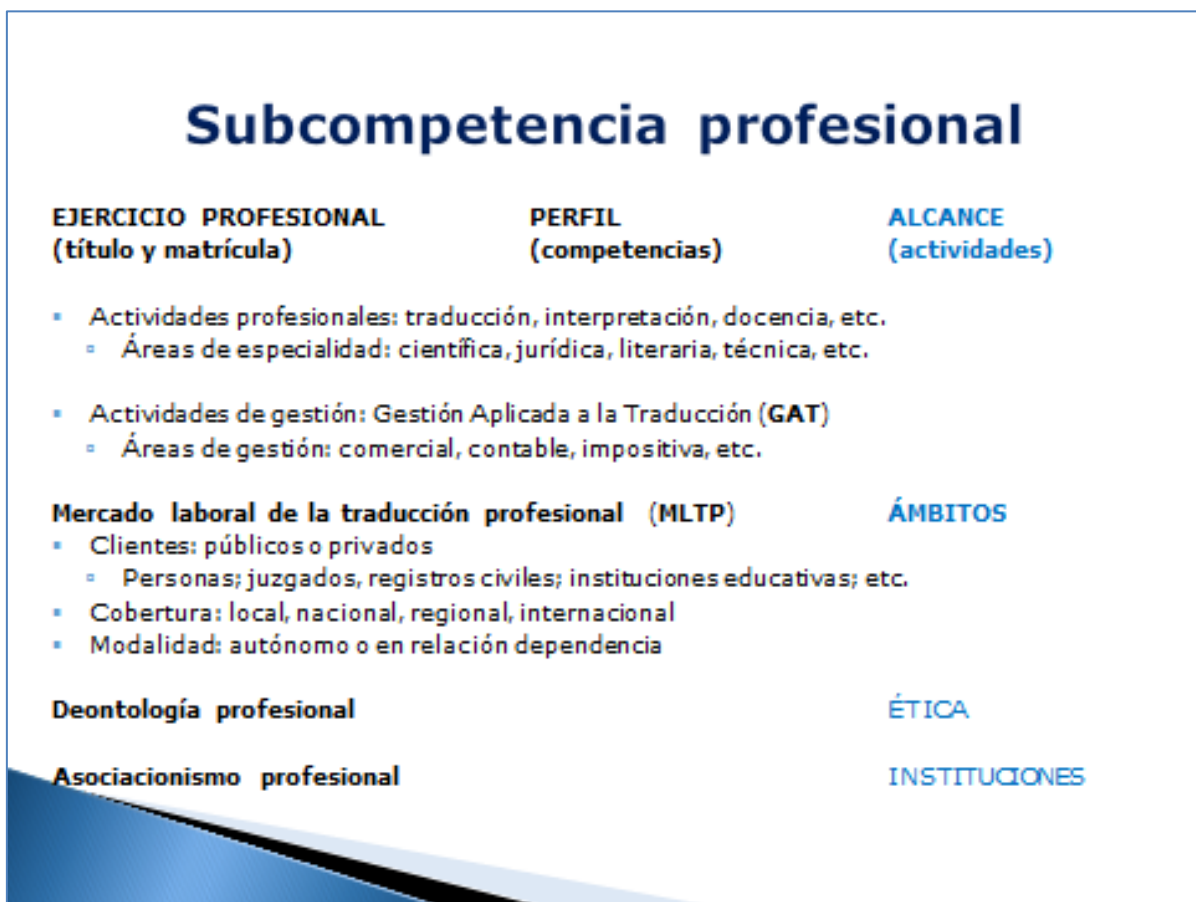 Subcompetencia profesional
EJERCICIO PROFESIONAL PERFIL ALCANCE
(título y matrícula) (competencias) (actividades)
▪ Actividades profesionales: traducción, interpretación, docencia, etc.
▫ Áreas de especialidad: científica, jurídica, literaria, técnica, etc.
▪ Actividades de gestión: Gestión Aplicada a la Traducción (GAT)
▫ Áreas de gestión: comercial, contable, impositiva, etc.
Mercado laboral de la traducción profesional (MLTP) ÁMBITOS
▪ Clientes: públicos o privados
▫ Personas; juzgados, registros civiles; instituciones educativas; etc.
▪ Cobertura: local, nacional, regional, internacional
▪ Modalidad: autónomo o en relación dependencia
Deontología profesional ÉTICA
Asociacionismo profesional INSTITUCIONES